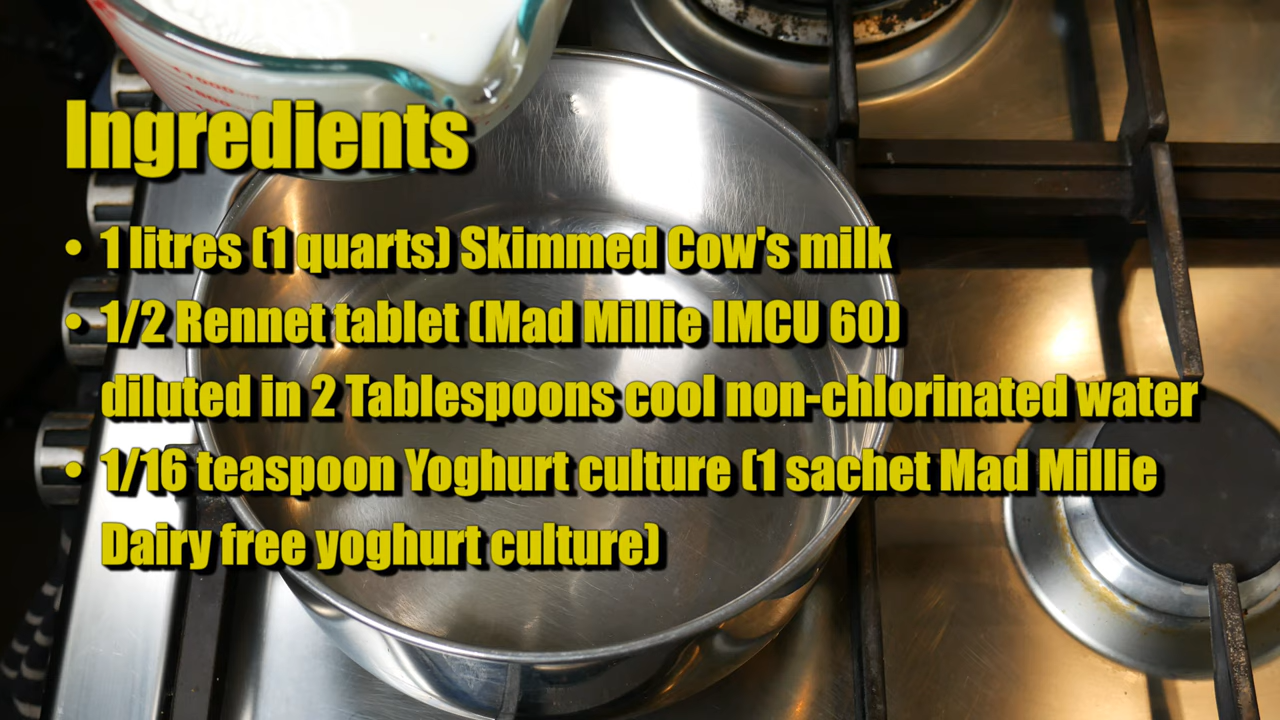 Ingredients
• 1 litres (1 quarts) Skimmed Cow's milk
• 1/2 Rennet tablet (Mad Millie IMCU 60)
diluted in 2 Tablespoons cool non-chlorinated water
• 1/16 teaspoon Yoghurt culture (1 sachet Mad Millie
Dairy free yoghurt culture)